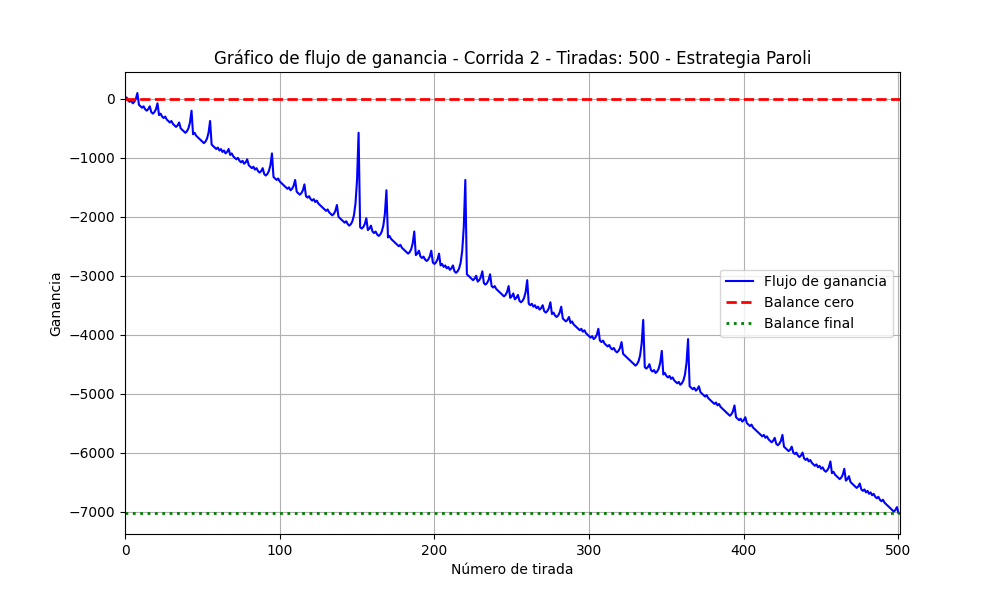 Gráfico de flujo de ganancia - Corrida 2 - Tiradas: 500 - Estrategia Paroli
0
−1000
−2000
−3000
−4000
−5000
−6000
−7000
Ganancia
Flujo de ganancia
Balance cero
Balance final
0 100 200 300 400 500
Número de tirada